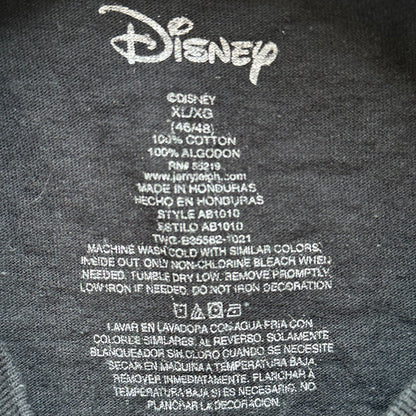 Disney
©DISNEY
XL/XG
(46/48)
100% COTTON
100% ALGODON
RN# 85219
www.jerryleigh.com
MADE IN HONDURAS
HECHO EN HONDURAS
STYLE AB1010
ESTILO AB1010
TWG-B35582-1021
MACHINE WASH COLD WITH SIMILAR COLORS,
INSIDE OUT. ONLY NON-CHLORINE BLEACH WHEN
NEEDED. TUMBLE DRY LOW. REMOVE PROMPTLY.
LOW IRON IF NEEDED. DO NOT IRON DECORATION
LAVAR EN LAVADORA CON AGUA FRIA CON
COLORES SIMILARES, AL REVERSO. SOLAMENTE
BLANQUEADOR SIN CLORO CUANDO SE NECESITE
SECAR EN MAQUINA A TEMPERATURA BAJA.
REMOVER INMEDIATAMENTE. PLANCHAR A
TEMPERATURA BAJA SI ES NECESARIO. NO
PLANCHAR LA DECORACION.